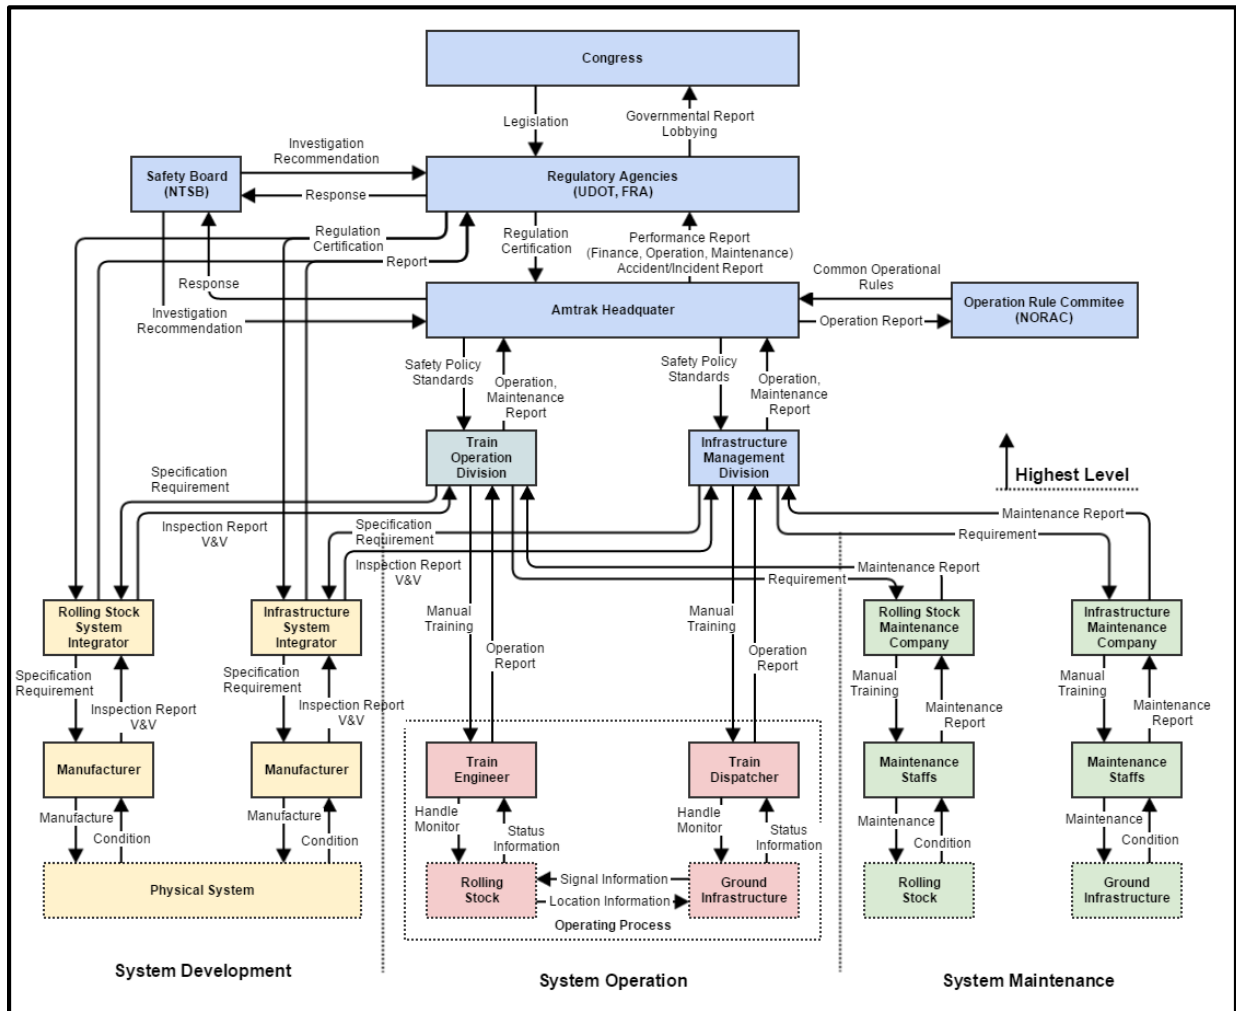 Congress
Legislation
Governmental Report
Lobbying
Investigation
Recommendation
Safety Board
(NTSB)
Regulatory Agencies
(UDOT, FRA)
Response
Regulation
Certification
Report
Regulation
Certification
Performance Report
(Finance, Operation, Maintenance)
Accident/Incident Report
Common Operational
Rules
Response
Investigation
Recommendation
Amtrak Headquater
Operation Rule Commitee
(NORAC)
Operation Report
Safety Policy
Standards
Operation,
Maintenance
Report
Safety Policy
Standards
Operation,
Maintenance
Report
Train
Operation
Division
Infrastructure
Management
Division
Highest Level
Specification
Requirement
Inspection Report
V&V
Specification
Requirement
Inspection Report
V&V
Maintenance Report
Requirement
Maintenance Report
Requirement
Rolling Stock
System
Integrator
Infrastructure
System
Integrator
Manual
Training
Operation
Report
Manual
Training
Operation
Report
Rolling Stock
Maintenance
Company
Infrastructure
Maintenance
Company
Specification
Requirement
Inspection Report
V&V
Specification
Requirement
Inspection Report
V&V
Manual
Training
Maintenance
Report
Manual
Training
Maintenance
Report
Manufacturer
Manufacturer
Train
Engineer
Train
Dispatcher
Maintenance
Staffs
Maintenance
Staffs
Manufacture
Condition
Manufacture
Condition
Handle
Monitor
Status
Information
Handle
Monitor
Status
Information
Maintenance
Condition
Maintenance
Condition
Physical System
Rolling
Stock
Signal Information
Location Information
Ground
Infrastructure
Rolling
Stock
Ground
Infrastructure
Operating Process
System Development
System Operation
System Maintenance